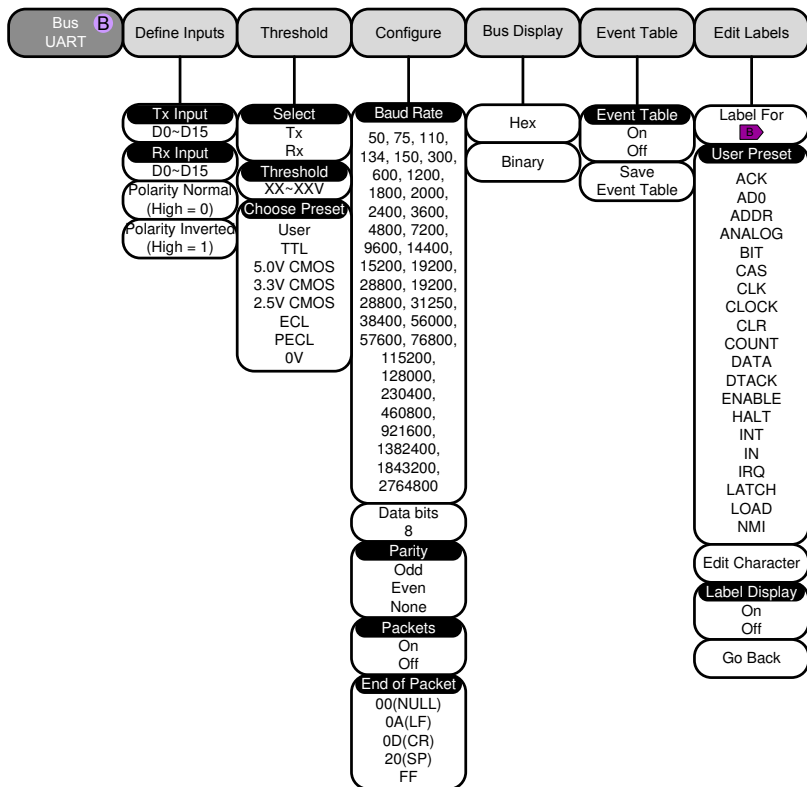 Bus B
UART
Define Inputs
Threshold
Configure
Bus Display
Event Table
Edit Labels
Tx Input
D0~D15
Rx Input
D0~D15
Polarity Normal
(High = 0)
Polarity Inverted
(High = 1)
Select
Tx
Rx
Threshold
XX~XXV
Choose Preset
User
TTL
5.0V CMOS
3.3V CMOS
2.5V CMOS
ECL
PECL
0V
Baud Rate
50, 75, 110,
134, 150, 300,
600, 1200,
1800, 2000,
2400, 3600,
4800, 7200,
9600, 14400,
15200, 19200,
28800, 19200,
28800, 31250,
38400, 56000,
57600, 76800,
115200,
128000,
230400,
460800,
921600,
1382400,
1843200,
2764800
Data bits
8
Parity
Odd
Even
None
Packets
On
Off
End of Packet
00(NULL)
0A(LF)
0D(CR)
20(SP)
FF
Hex
Binary
Event Table
On
Off
Save
Event Table
Label For
B
User Preset
ACK
AD0
ADDR
ANALOG
BIT
CAS
CLK
CLOCK
CLR
COUNT
DATA
DTACK
ENABLE
HALT
INT
IN
IRQ
LATCH
LOAD
NMI
Edit Character
Label Display
On
Off
Go Back